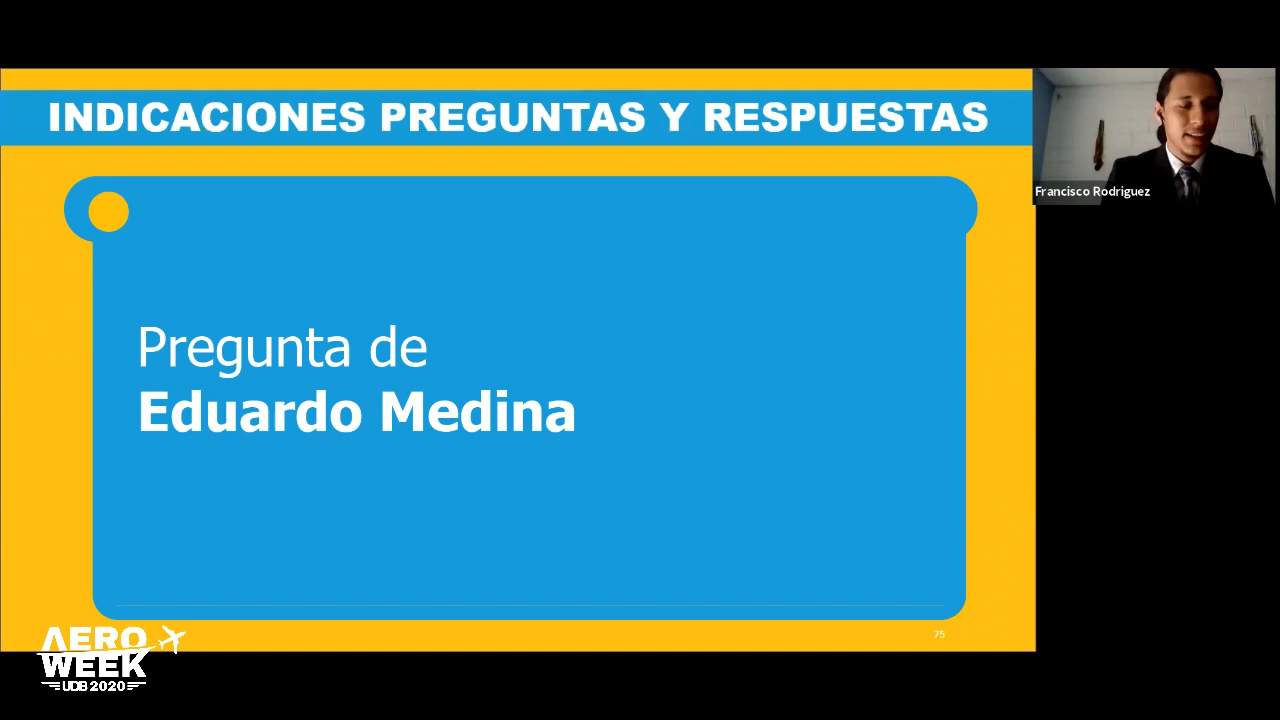 INDICACIONES PREGUNTAS Y RESPUESTAS
Francisco Rodriguez
Pregunta de
Eduardo Medina
75
AERO
WEEK
UDB 2020